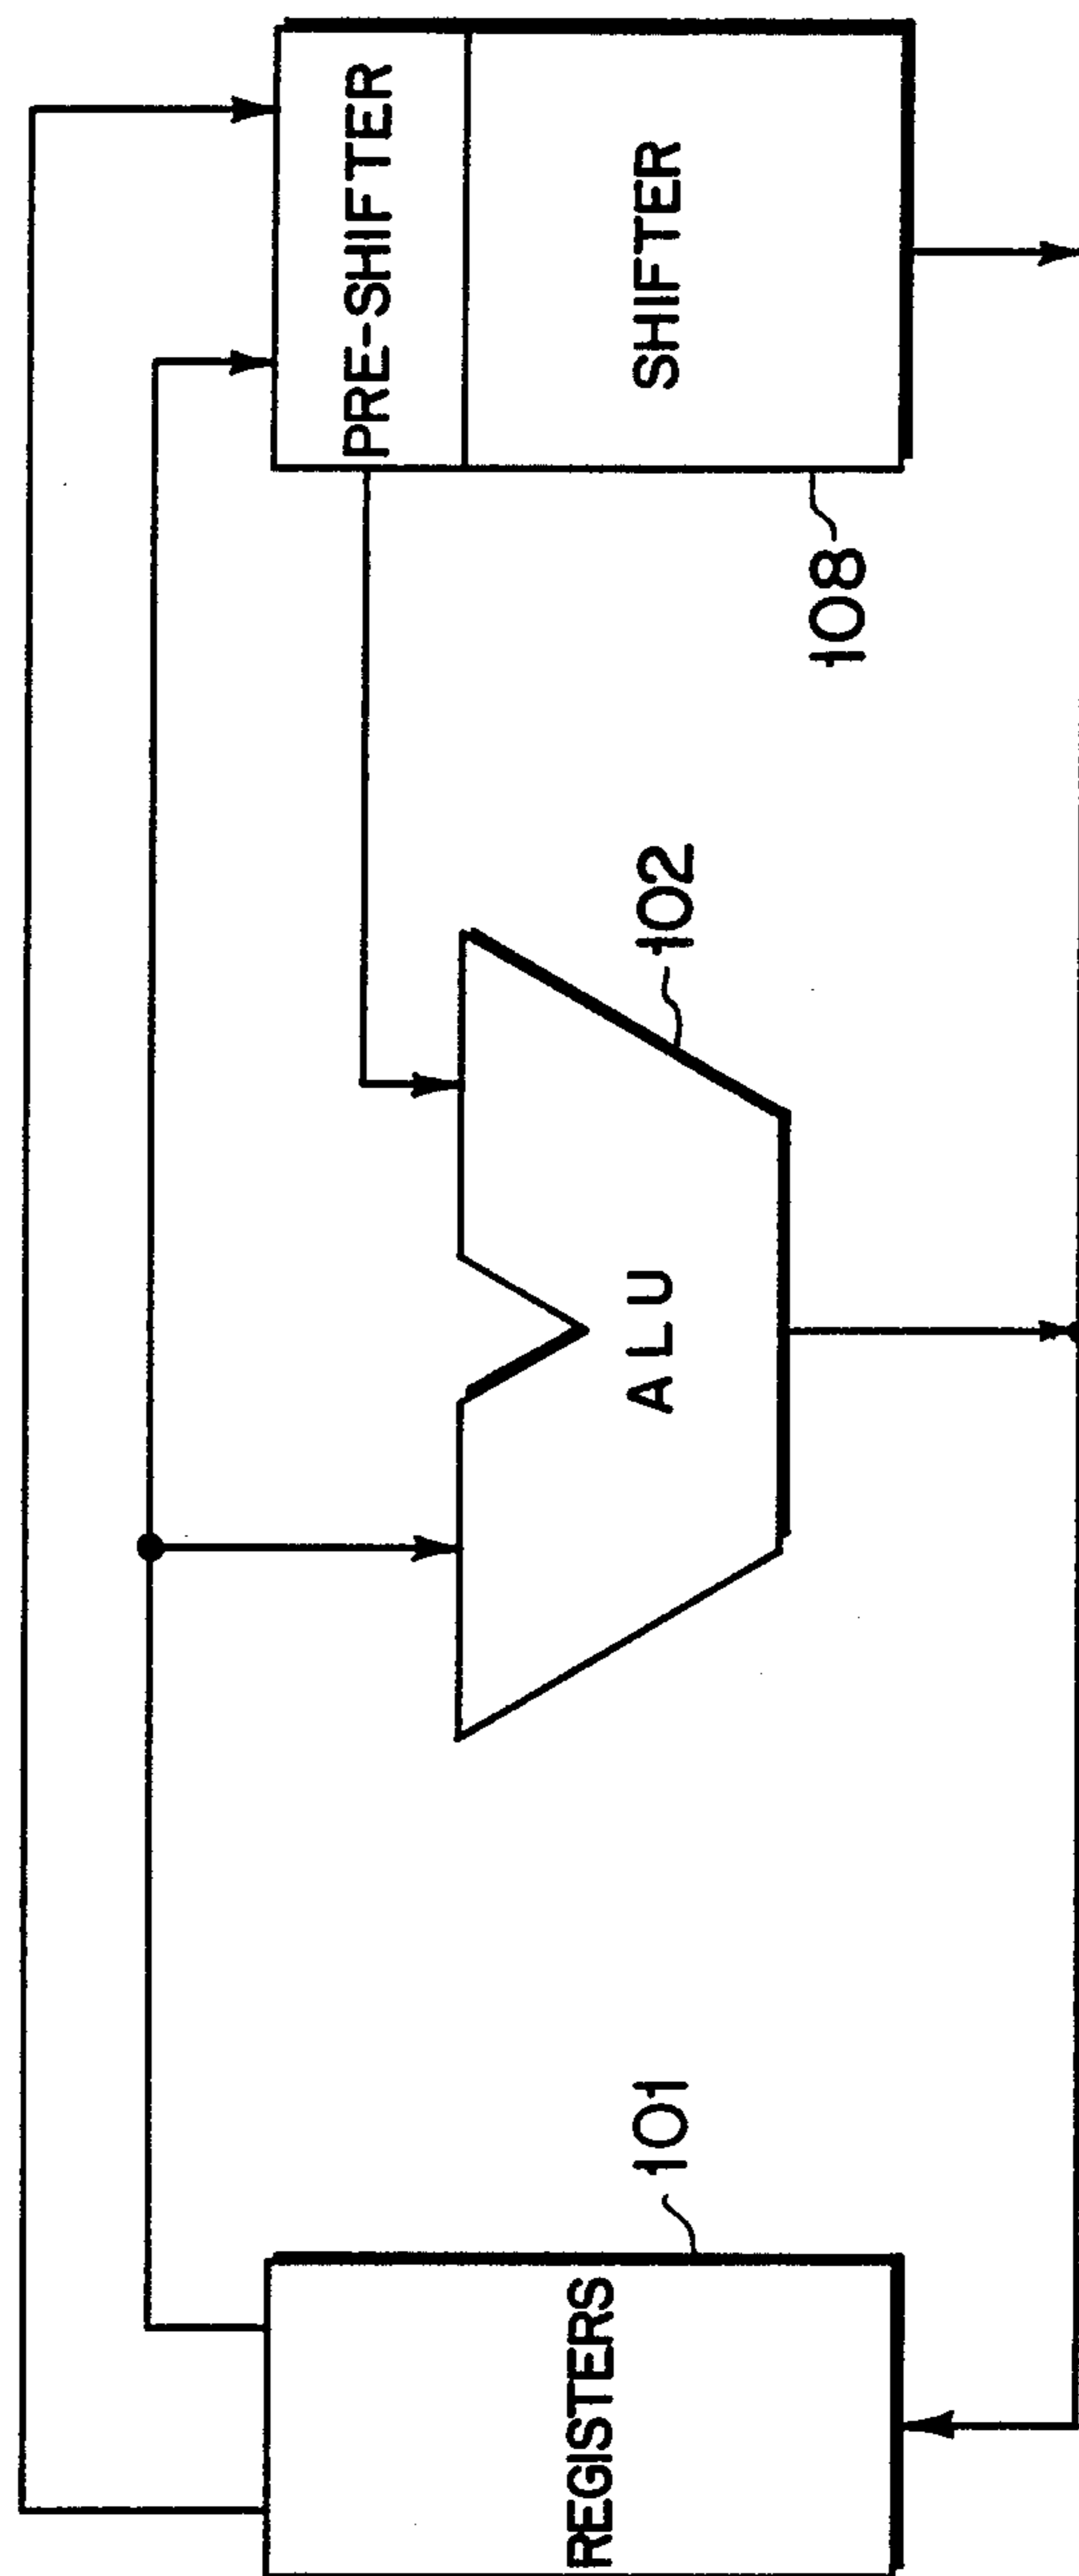 REGISTERS
101
ALU
102
PRE-SHIFTER
SHIFTER
108